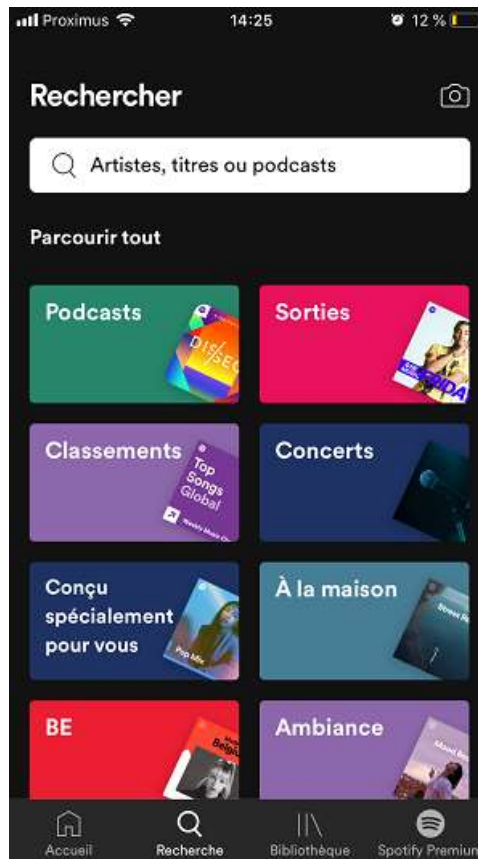 Proximus 14:25 12 %
Rechercher
Artistes, titres ou podcasts
Parcourir tout
Podcasts
Sorties
FRIDAY
Classements
Top
Songs
Global
Concerts
Conçu
spécialement
pour vous
Pop Mix
À la maison
BE
Ambiance
Accueil
Recherche
Bibliothèque
Spotify Premium